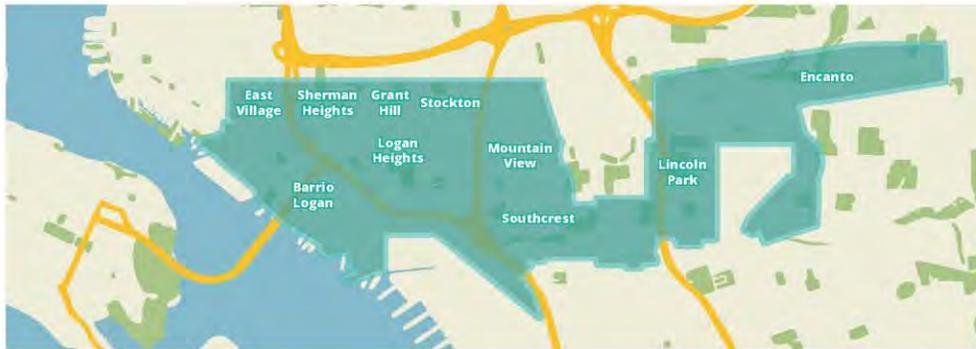 East
Village
Sherman
Heights
Grant
Hill
Stockton
Encanto
Logan
Heights
Mountain
View
Lincoln
Park
Barrio
Logan
Southcrest